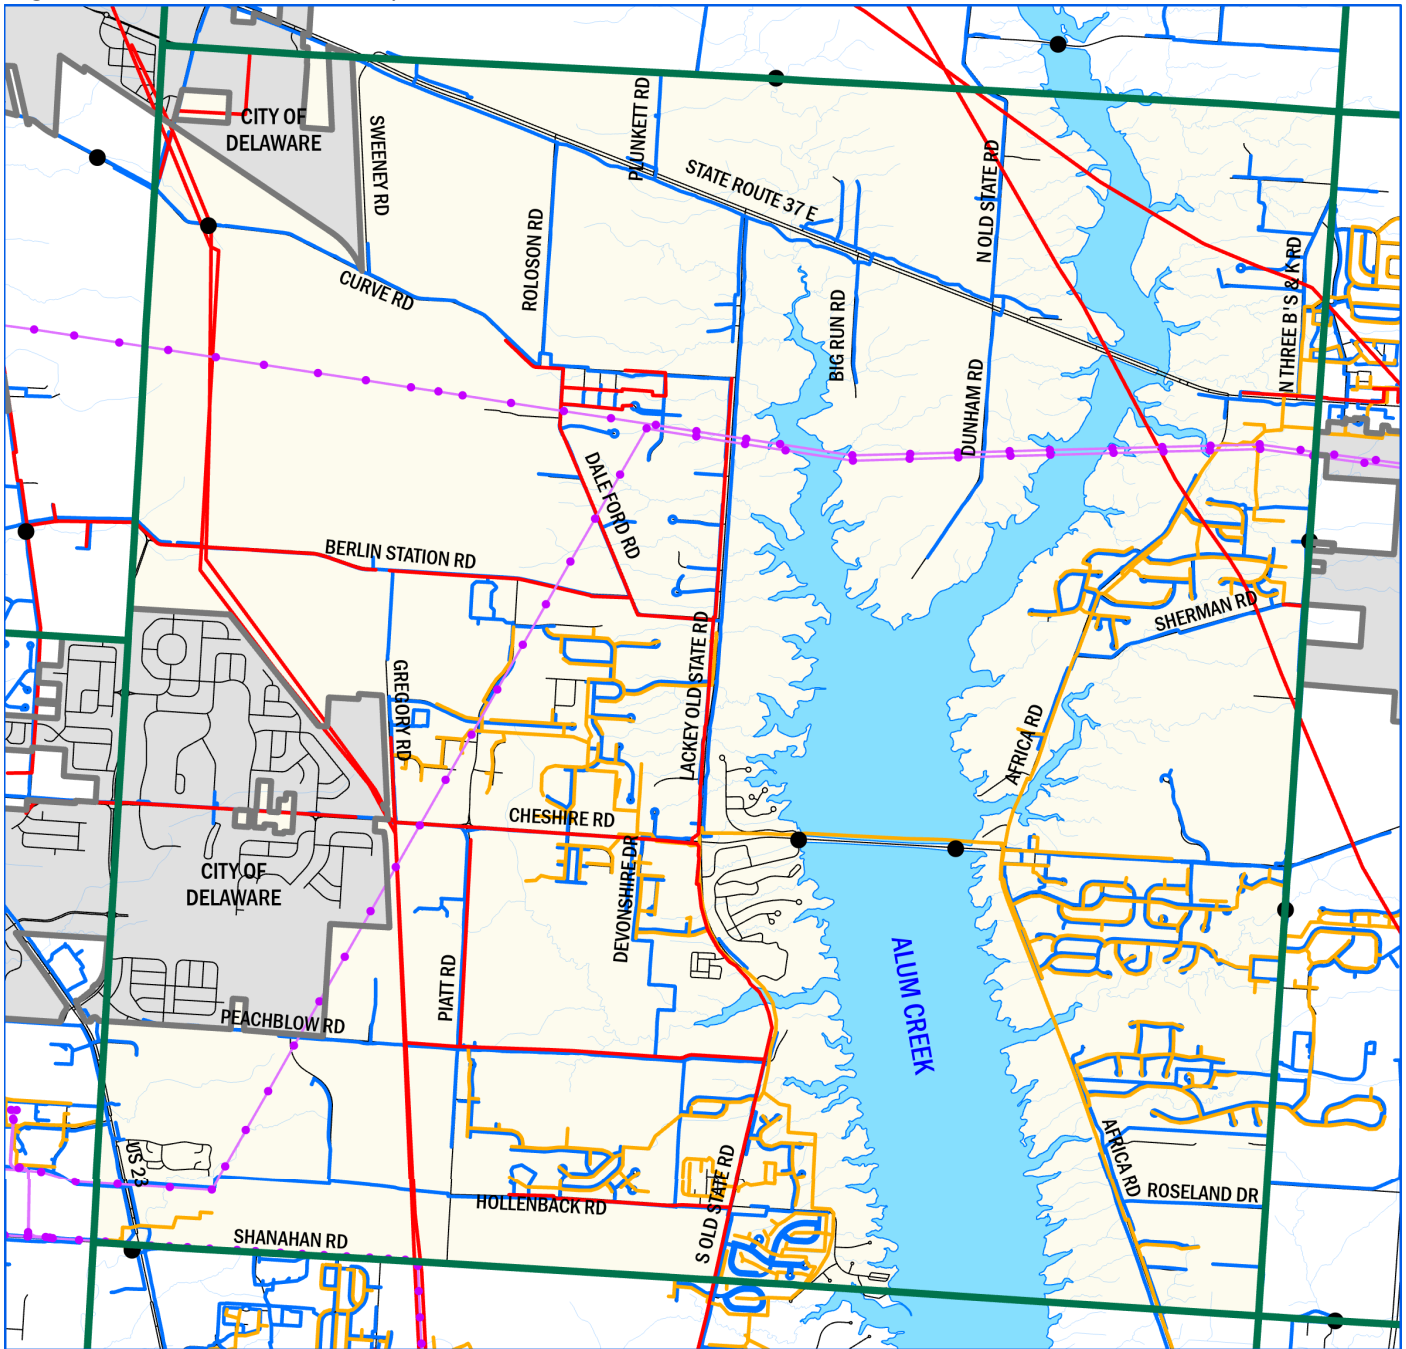 CITY OF
DELAWARE
SWEENEY RD
PLUNKETT RD
STATE ROUTE 37 E
N OLD STATE RD
ROLOSON RD
CURVE RD
BIG RUN RD
N THREE B'S & K RD
DUNHAM RD
DALE FORD RD
BERLIN STATION RD
SHERMAN RD
GREGORY RD
LACKEY OLD STATE RD
AFRICA RD
CHESHIRE RD
DEVONSHIRE DR
CITY OF
DELAWARE
ALUM CREEK
PIATT RD
PEACHBLOW RD
US 23
AFRICA RD
ROSELAND DR
HOLLENBACK RD
S OLD STATE RD
SHANAHAN RD